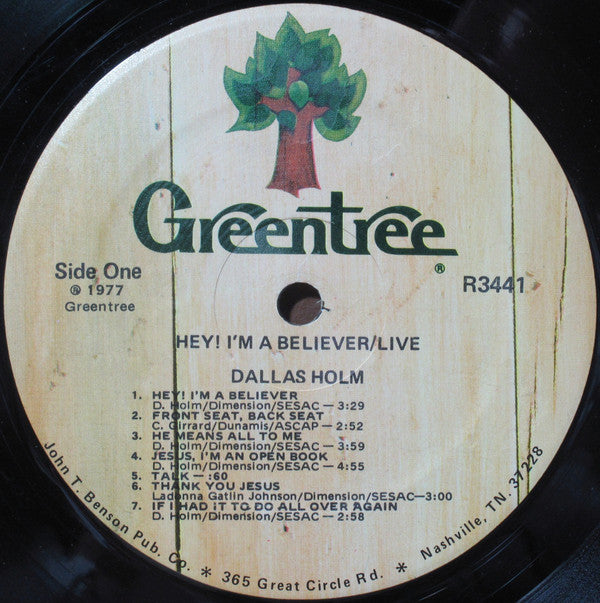 Greentree
®
Side One
℗ 1977
Greentree
R3441
HEY! I'M A BELIEVER/LIVE
DALLAS HOLM
1. HEY! I'M A BELIEVER
D. Holm/Dimension/SESAC — 3:29
2. FRONT SEAT, BACK SEAT
C. Girrard/Dunamis/ASCAP — 2:52
3. HE MEANS ALL TO ME
D. Holm/Dimension/SESAC — 3:59
4. JESUS, I'M AN OPEN BOOK
D. Holm/Dimension/SESAC — 4:55
5. TALK — :60
6. THANK YOU JESUS
Ladonna Gatlin Johnson/Dimension/SESAC—3:00
7. IF I HAD IT TO DO ALL OVER AGAIN
D. Holm/Dimension/SESAC — 2:58
John T. Benson Pub. Co. * 365 Great Circle Rd. * Nashville, TN. 37228